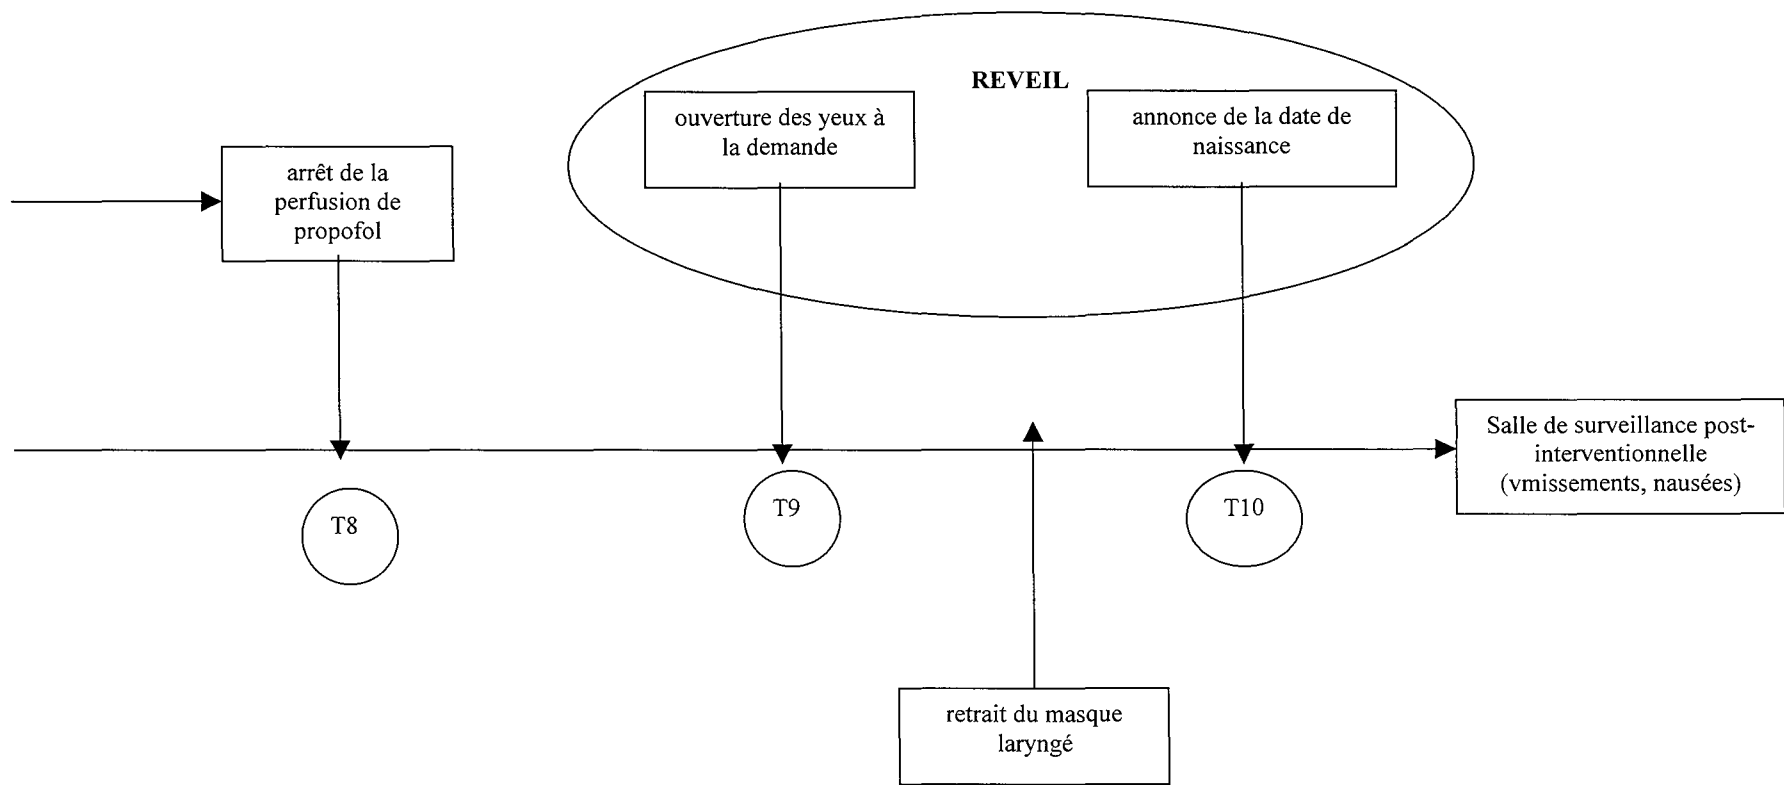 REVEIL
ouverture des yeux à
la demande
annonce de la date de
naissance
arrêt de la
perfusion de
propofol
Salle de surveillance post-
interventionnelle
(vmissements, nausées)
T8
T9
T10
retrait du masque
laryngé